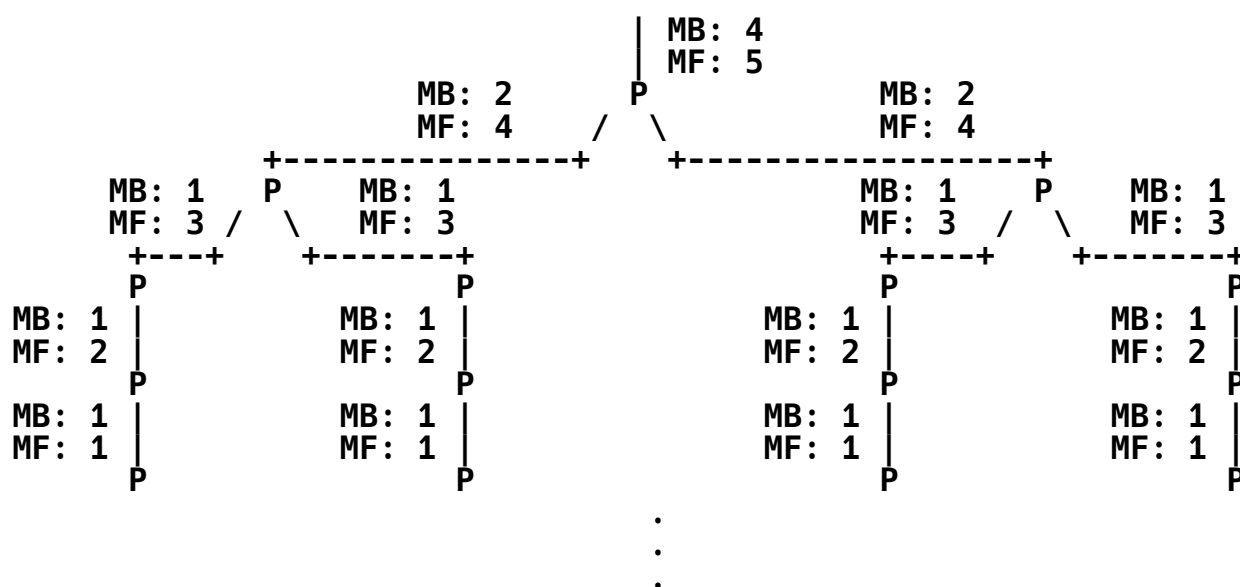 | MB: 4
| MF: 5
MB: 2 P MB: 2
MF: 4 / \ MF: 4
+----------------+ +-------------------+
MB: 1 P MB: 1 MB: 1 P MB: 1
MF: 3 / \ MF: 3 MF: 3 / \ MF: 3
+---+ +-------+ +----+ +-------+
P P P P
MB: 1 | MB: 1 | MB: 1 | MB: 1 |
MF: 2 | MF: 2 | MF: 2 | MF: 2 |
P P P P
MB: 1 | MB: 1 | MB: 1 | MB: 1 |
MF: 1 | MF: 1 | MF: 1 | MF: 1 |
P P P P
.
.
.